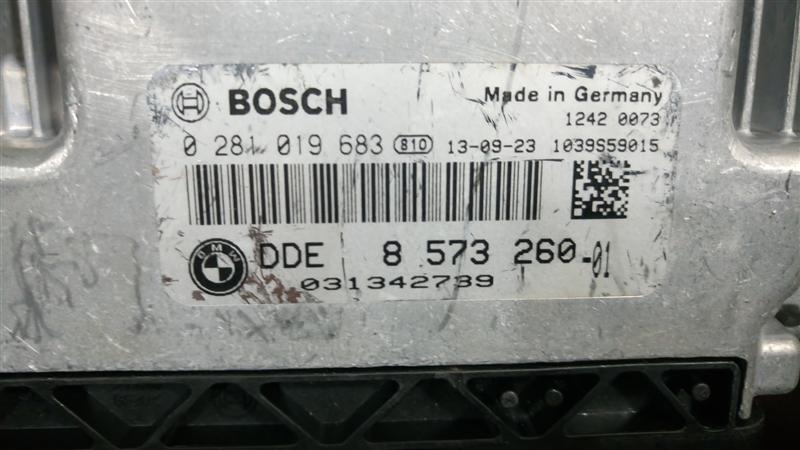 BOSCH
Made in Germany
1242 0073
0 281 019 683 810 13-09-23 1039S59015
BMW DDE 8 573 260-01
031342739